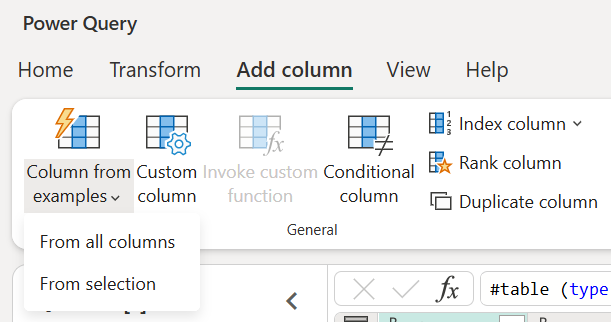 Power Query
Home Transform Add column View Help
Column from examples
Custom column
Invoke custom function
Conditional column
Index column
Rank column
Duplicate column
General
From all columns
From selection
fx
#table (type